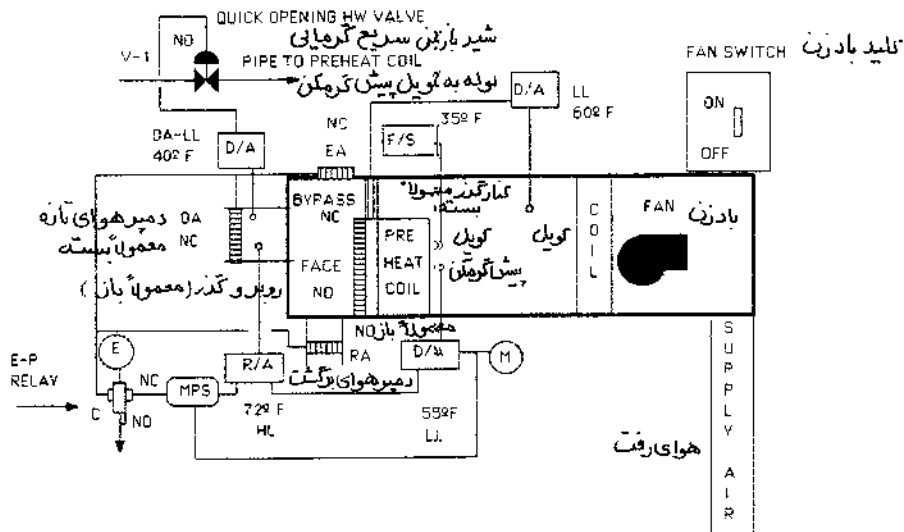 QUICK OPENING HW VALVE
شیر بازکن سریع گرمایی
NO
V-1
PIPE TO PREHEAT COIL
لوله به کویل پیش گرمکن
FAN SWITCH کلید بادزن
ON
OFF
D/A
LL
60º F
35º F
F/S
OA-LL
40º F
D/A
NC
EA
BYPASS
NC
کنارگذر معمولاً
بسته
دمپر هوای تازه
معمولاً بسته
OA
NC
FACE
NO
PRE
HEAT
COIL
کویل
پیش گرمکن
کویل
COIL
FAN
بادزن
روبرو گذر (معمولاً باز)
NO معمولاً باز
RA
دمپر هوای برگشت
E
E-P
RELAY
C
NC
NO
MPS
R/A
72º F
HL
D/A
55º F
LL
M
هوای رفت
SUPPLY AIR